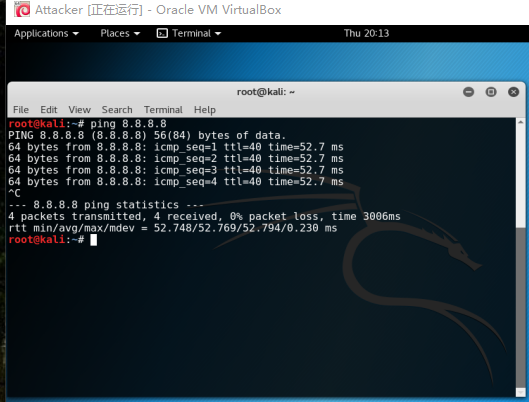 Attacker [正在运行] - Oracle VM VirtualBox
Applications Places Terminal Thu 20:13
root@kali: ~
File Edit View Search Terminal Help
root@kali:~# ping 8.8.8.8
PING 8.8.8.8 (8.8.8.8) 56(84) bytes of data.
64 bytes from 8.8.8.8: icmp_seq=1 ttl=40 time=52.7 ms
64 bytes from 8.8.8.8: icmp_seq=2 ttl=40 time=52.7 ms
64 bytes from 8.8.8.8: icmp_seq=3 ttl=40 time=52.7 ms
64 bytes from 8.8.8.8: icmp_seq=4 ttl=40 time=52.7 ms
^C
--- 8.8.8.8 ping statistics ---
4 packets transmitted, 4 received, 0% packet loss, time 3006ms
rtt min/avg/max/mdev = 52.748/52.769/52.794/0.230 ms
root@kali:~#